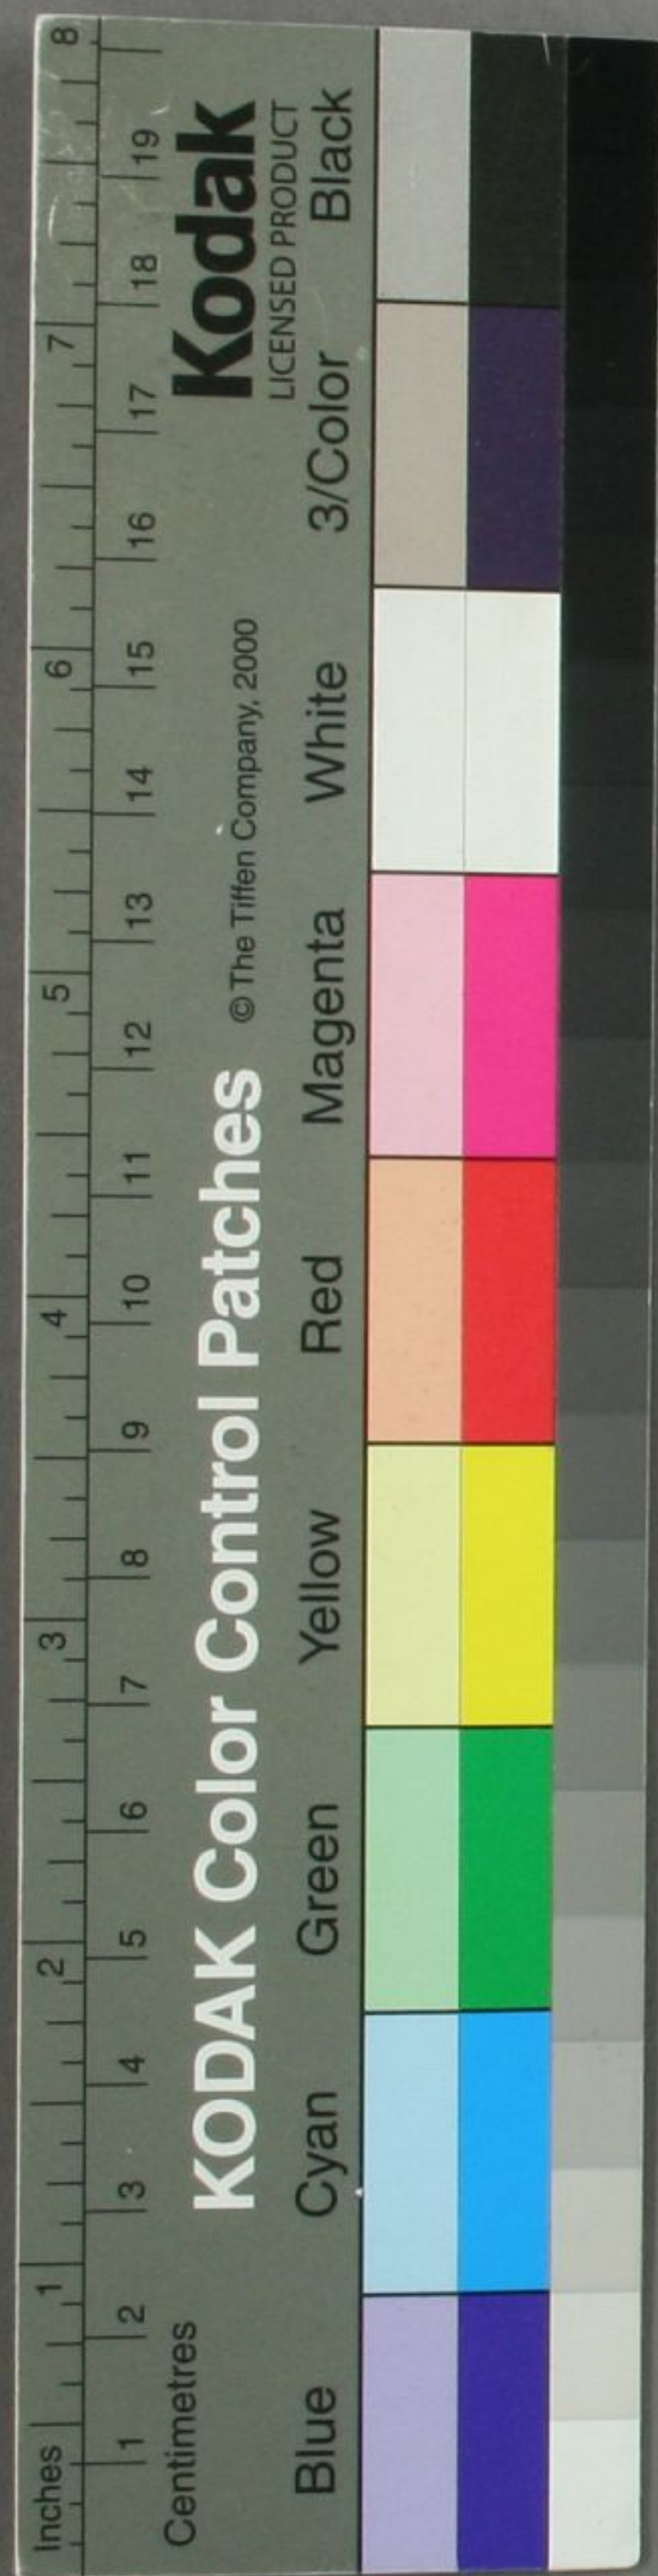 Inches 1 2 3 4 5 6 7 8
1 2 3 4 5 6 7 8 9 10 11 12 13 14 15 16 17 18 19
Centimetres
KODAK Color Control Patches © The Tiffen Company, 2000 Kodak
LICENSED PRODUCT
Blue Cyan Green Yellow Red Magenta White 3/Color Black